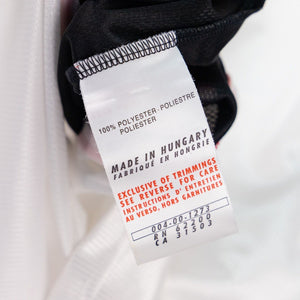 100% POLYESTER-POLIESTRE
POLIESTER
MADE IN HUNGARY
FABRIQUÉ EN HONGRIE
EXCLUSIVE OF TRIMMINGS
SEE REVERSE FOR CARE
INSTRUCTIONS D'ENTRETIEN
AU VERSO, HORS GARNITURES
004-00-1273
RN 62200
CA 31503